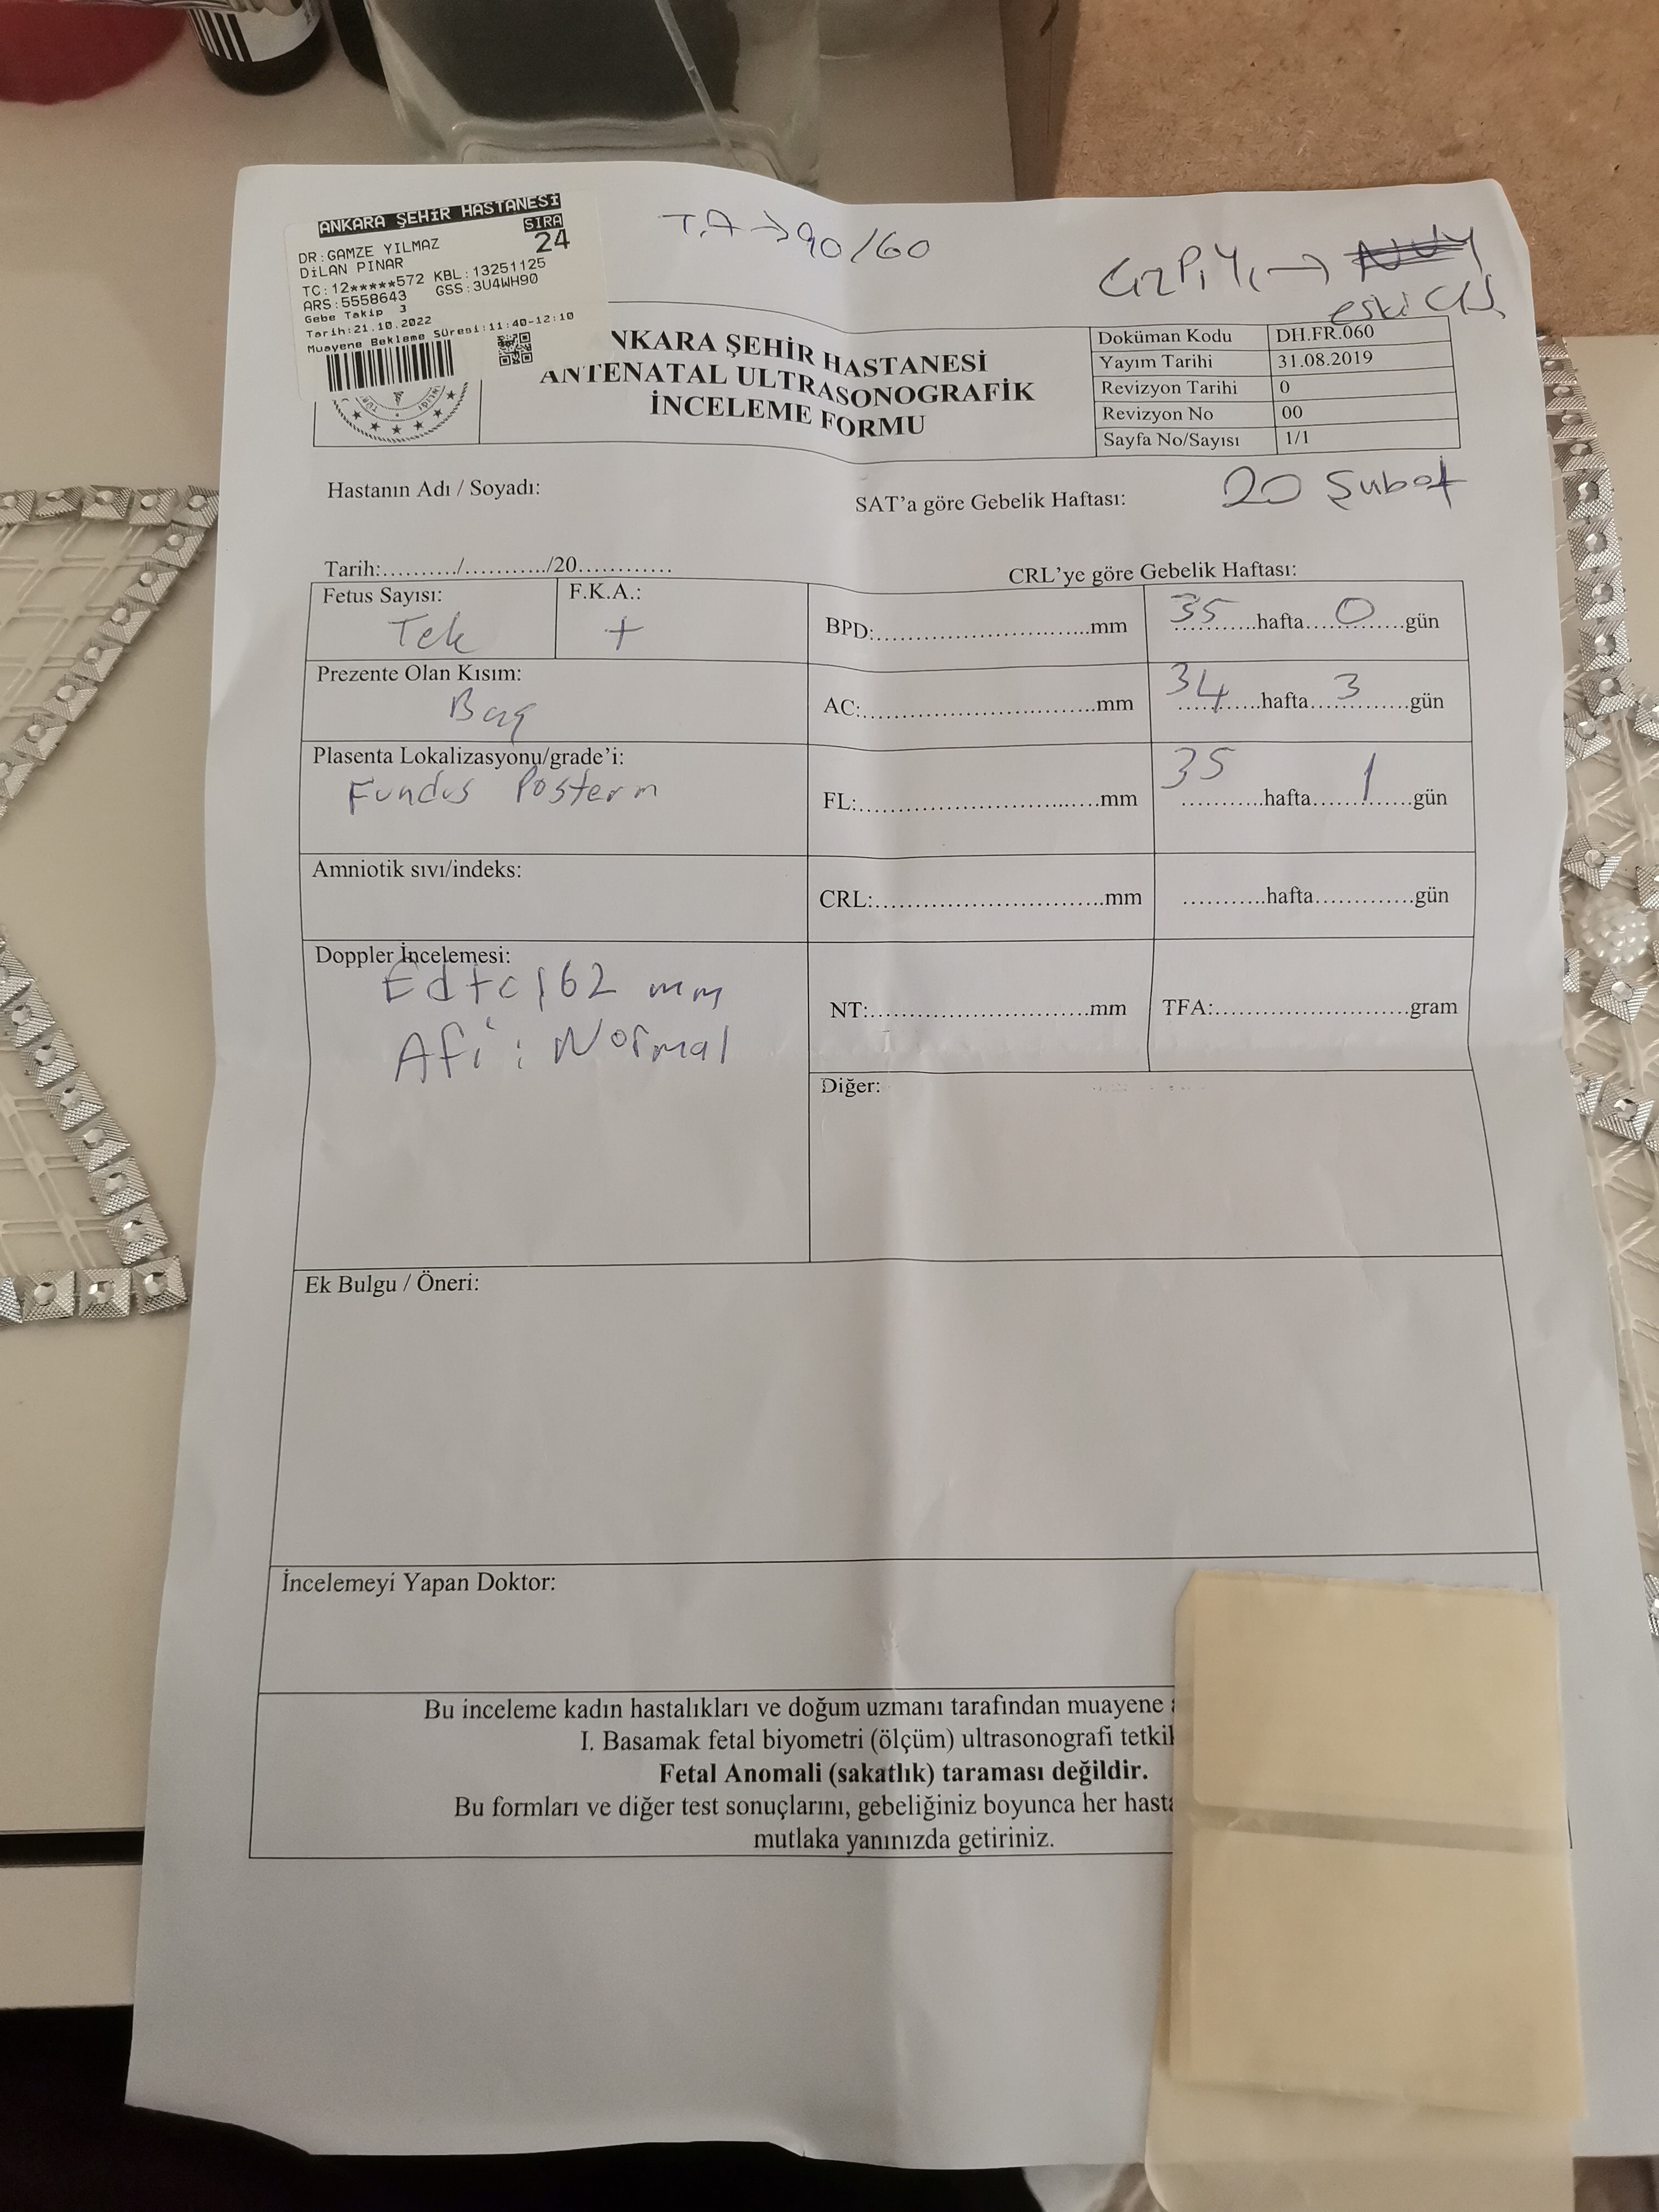 ANKARA ŞEHİR HASTANESİ
SIRA
24
DR:GAMZE YILMAZ
DİLAN PINAR
TC:12*****572 KBL:13251125
ARS:5558643 GSS:3U4WH90
Gebe Takip 3
Tarih:21.10.2022
Muayene Bekleme Süresi:11:40-12:10
T.A → 90/60
G2P1Y1 →
eski C/S
NKARA ŞEHİR HASTANESİ
ANTENATAL ULTRASONOGRAFİK
İNCELEME FORMU
Doküman Kodu DH.FR.060
Yayım Tarihi 31.08.2019
Revizyon Tarihi 0
Revizyon No 00
Sayfa No/Sayısı 1/1
Hastanın Adı / Soyadı:
SAT'a göre Gebelik Haftası: 20 Şubat
Tarih:........../.........../20............
CRL'ye göre Gebelik Haftası:
Fetus Sayısı: Tek
F.K.A.: +
BPD:..............................mm 35 hafta 0 gün
Prezente Olan Kısım:
Baş
AC:................................mm 34 hafta 3 gün
Plasenta Lokalizasyonu/grade'i:
Fundus Posterın
FL:................................mm 35 hafta 1 gün
Amniotik sıvı/indeks:
CRL:..............................mm ...........hafta.............gün
Doppler İncelemesi:
62 mm
Afi : Normal
NT:...............................mm TFA:............................gram
Diğer:
Ek Bulgu / Öneri:
İncelemeyi Yapan Doktor:
Bu inceleme kadın hastalıkları ve doğum uzmanı tarafından muayene
I. Basamak fetal biyometri (ölçüm) ultrasonografi
Fetal Anomali (sakatlık) taraması değildir.
Bu formları ve diğer test sonuçlarını, gebeliğiniz boyunca her
mutlaka yanınızda getiriniz.